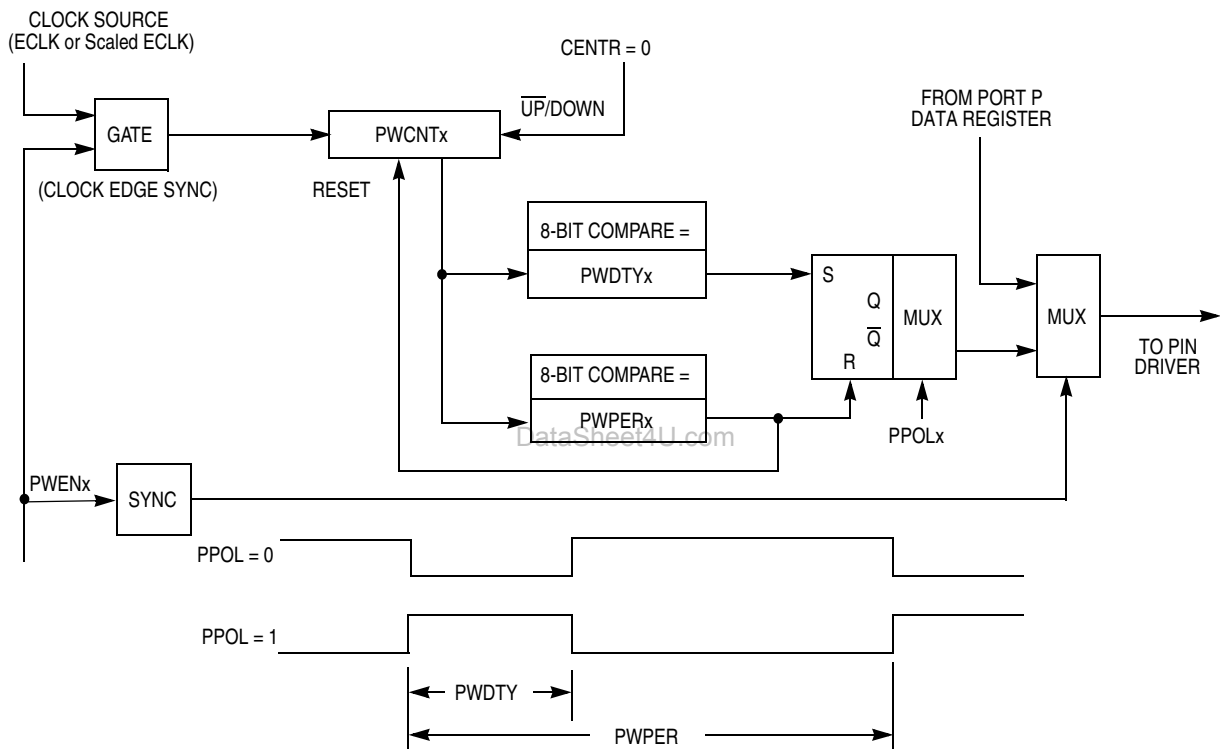 CLOCK SOURCE
(ECLK or Scaled ECLK)
CENTR = 0
U̅P̅/DOWN
FROM PORT P
DATA REGISTER
GATE
PWCNTx
(CLOCK EDGE SYNC)
RESET
8-BIT COMPARE =
PWDTYx
S
Q
Q̅
R
MUX
MUX
TO PIN
DRIVER
8-BIT COMPARE =
PWPERx
PPOLx
DataSheet4U.com
PWENx
SYNC
PPOL = 0
PPOL = 1
PWDTY
PWPER